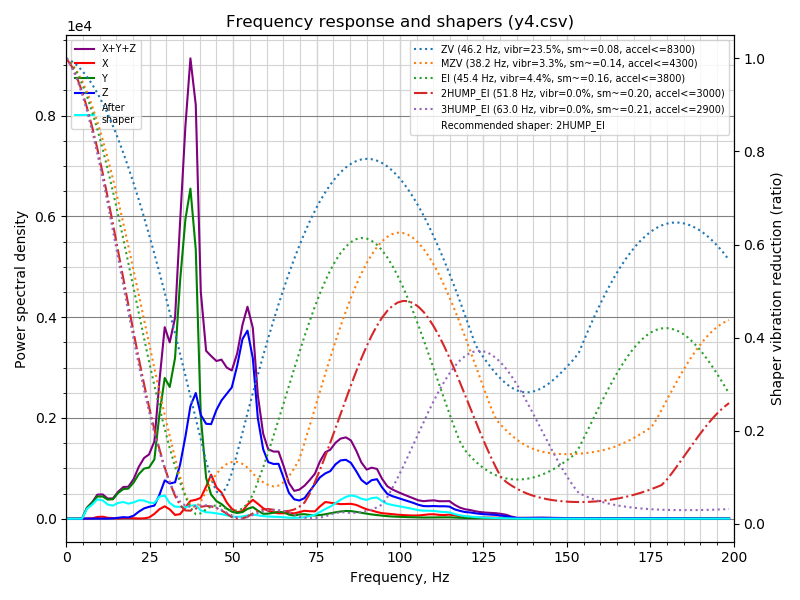 Frequency response and shapers (y4.csv)
1e4
X+Y+Z
X
Y
Z
After
shaper
ZV (46.2 Hz, vibr=23.5%, sm~=0.08, accel<=8300)
MZV (38.2 Hz, vibr=3.3%, sm~=0.14, accel<=4300)
EI (45.4 Hz, vibr=4.4%, sm~=0.16, accel<=3800)
2HUMP_EI (51.8 Hz, vibr=0.0%, sm~=0.20, accel<=3000)
3HUMP_EI (63.0 Hz, vibr=0.0%, sm~=0.21, accel<=2900)
Recommended shaper: 2HUMP_EI
Power spectral density
0.8
0.6
0.4
0.2
0.0
1.0
0.8
0.6
0.4
0.2
0.0
Shaper vibration reduction (ratio)
0 25 50 75 100 125 150 175 200
Frequency, Hz